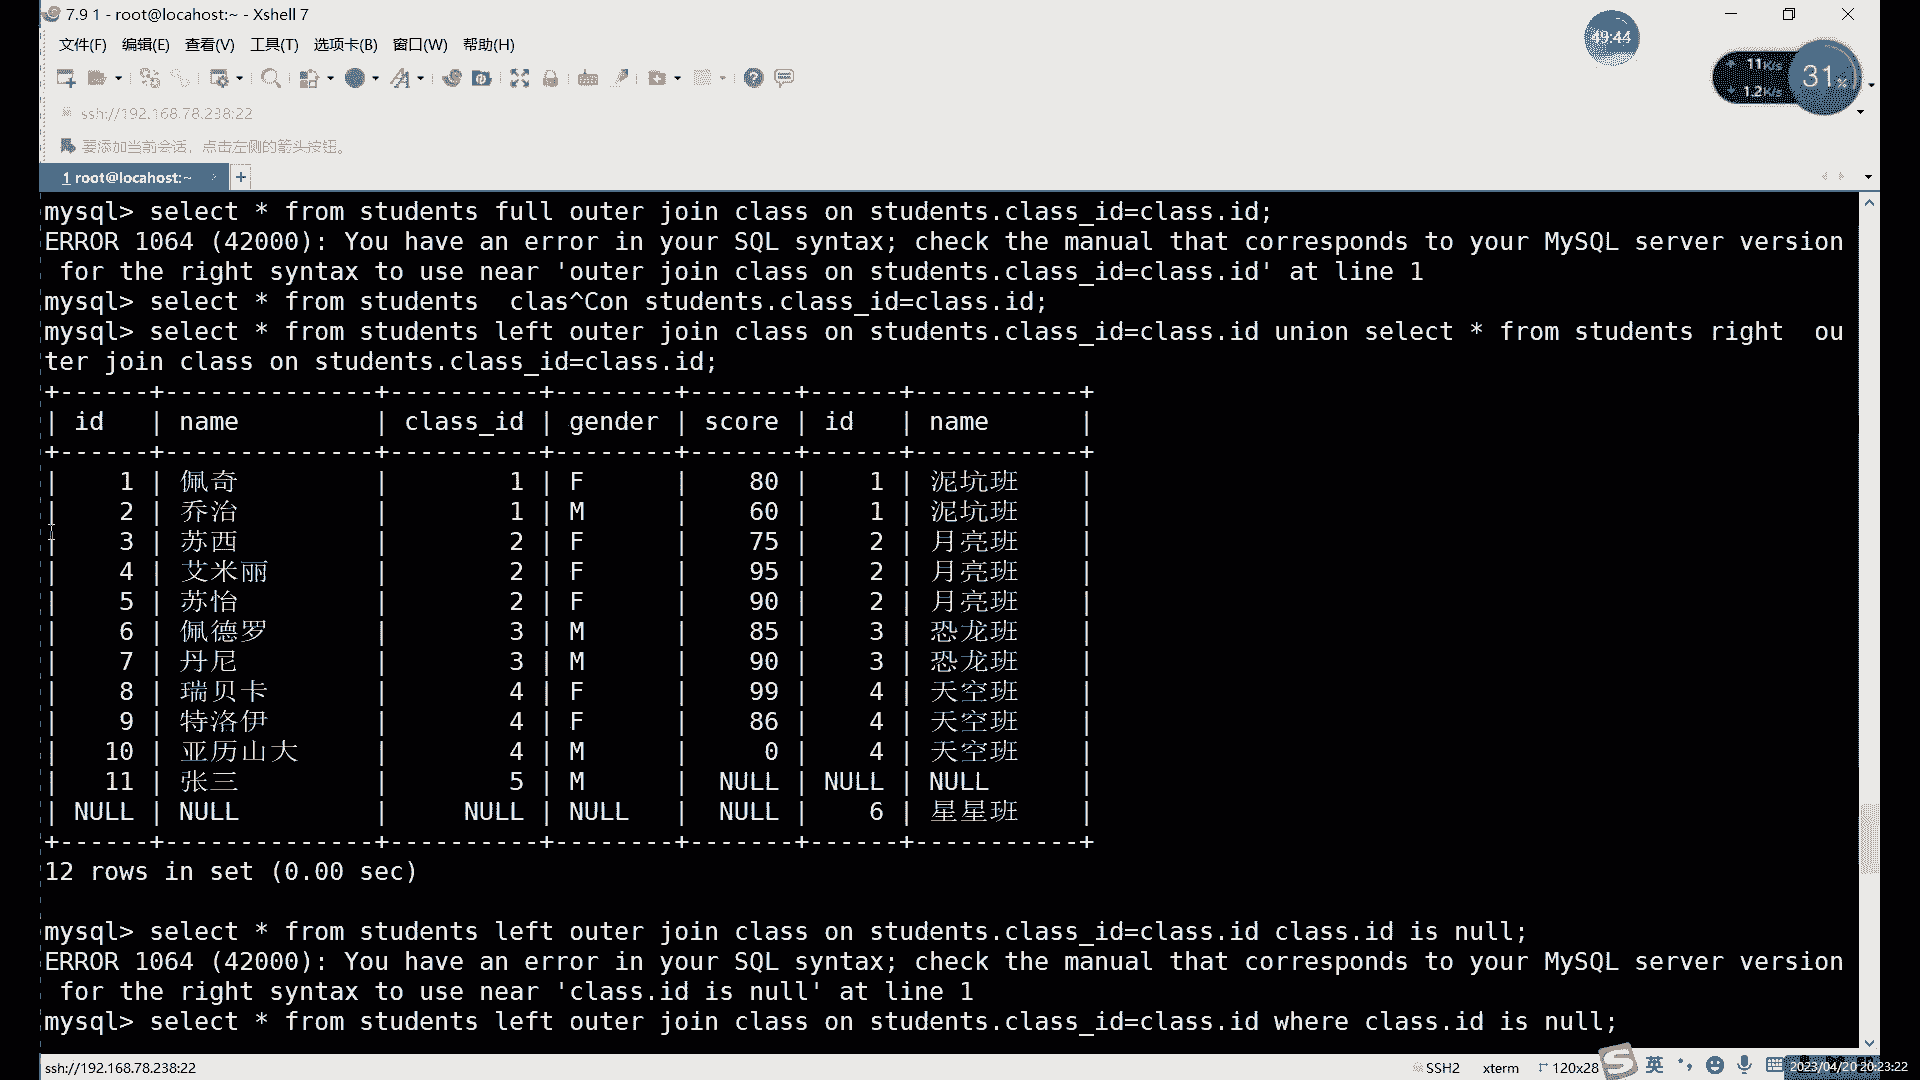 7.9 1 - root@locahost:~ - Xshell 7
49:44
文件(F) 编辑(E) 查看(V) 工具(T) 选项卡(B) 窗口(W) 帮助(H)
11K/s
1.2K/s
31%
ssh://192.168.78.238:22
要添加当前会话，点击左侧的箭头按钮。
1 root@locahost:~
mysql> select * from students full outer join class on students.class_id=class.id;
ERROR 1064 (42000): You have an error in your SQL syntax; check the manual that corresponds to your MySQL server version
for the right syntax to use near 'outer join class on students.class_id=class.id' at line 1
mysql> select * from students  clas^Con students.class_id=class.id;
mysql> select * from students left outer join class on students.class_id=class.id union select * from students right  ou
ter join class on students.class_id=class.id;
+------+--------------+----------+--------+-------+------+-----------+
| id   | name         | class_id | gender | score | id   | name      |
+------+--------------+----------+--------+-------+------+-----------+
|    1 | 佩奇         |        1 | F      |    80 |    1 | 泥坑班    |
|    2 | 乔治         |        1 | M      |    60 |    1 | 泥坑班    |
|    3 | 苏西         |        2 | F      |    75 |    2 | 月亮班    |
|    4 | 艾米丽       |        2 | F      |    95 |    2 | 月亮班    |
|    5 | 苏怡         |        2 | F      |    90 |    2 | 月亮班    |
|    6 | 佩德罗       |        3 | M      |    85 |    3 | 恐龙班    |
|    7 | 丹尼         |        3 | M      |    90 |    3 | 恐龙班    |
|    8 | 瑞贝卡       |        4 | F      |    99 |    4 | 天空班    |
|    9 | 特洛伊       |        4 | F      |    86 |    4 | 天空班    |
|   10 | 亚历山大     |        4 | M      |     0 |    4 | 天空班    |
|   11 | 张三         |        5 | M      |  NULL | NULL | NULL      |
| NULL | NULL         |     NULL | NULL   |  NULL |    6 | 星星班    |
+------+--------------+----------+--------+-------+------+-----------+
12 rows in set (0.00 sec)
mysql> select * from students left outer join class on students.class_id=class.id class.id is null;
ERROR 1064 (42000): You have an error in your SQL syntax; check the manual that corresponds to your MySQL server version
for the right syntax to use near 'class.id is null' at line 1
mysql> select * from students left outer join class on students.class_id=class.id where class.id is null;
ssh://192.168.78.238:22 SSH2 xterm 120x28 英 2023/04/20 20:23:22